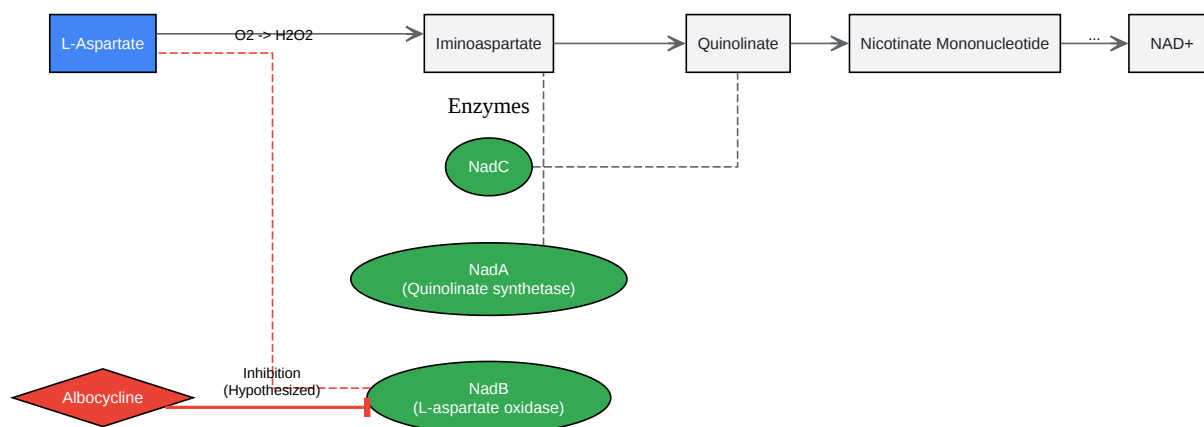 L-Aspartate
O2 -> H2O2
Iminoaspartate
Quinolinate
Nicotinate Mononucleotide
...
NAD+
Enzymes
NadC
NadA
(Quinolinate synthetase)
Inhibition
(Hypothesized)
Albocycline
NadB
(L-aspartate oxidase)